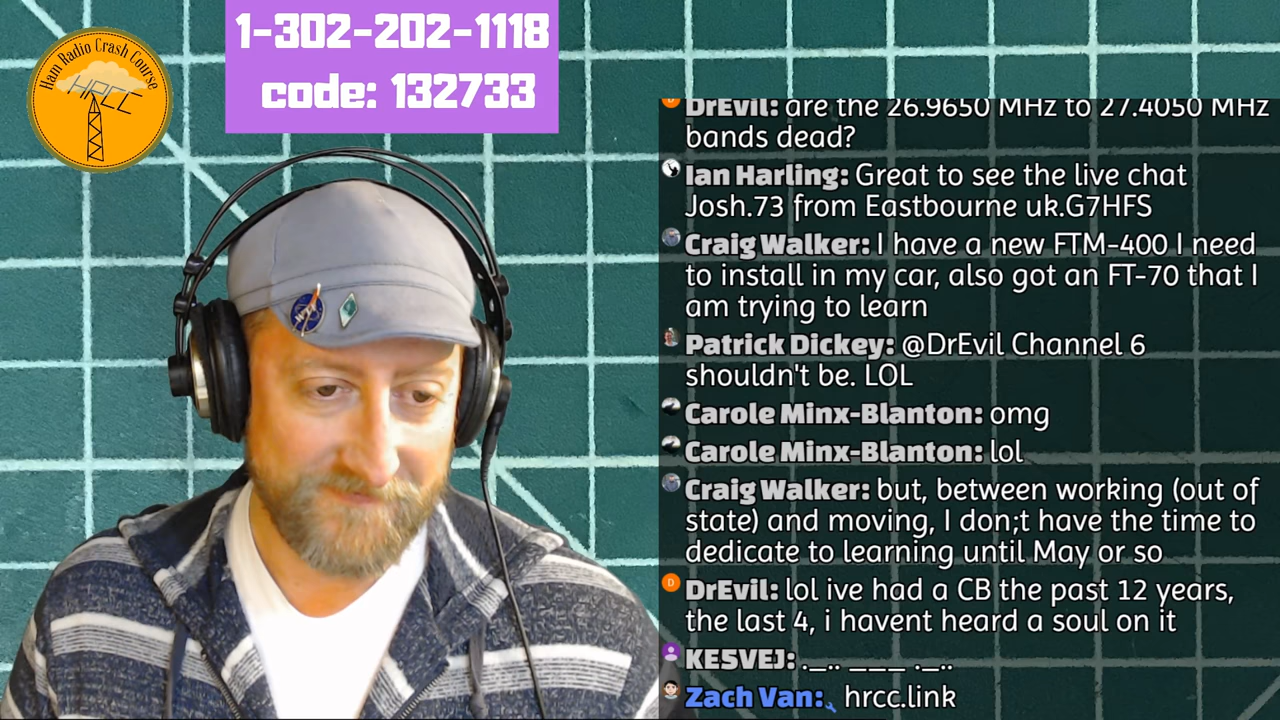 Ham Radio Crash Course
HRCC
1-302-202-1118
code: 132733
DrEvil: are the 26.9650 MHz to 27.4050 MHz
bands dead?
Ian Harling: Great to see the live chat
Josh.73 from Eastbourne uk.G7HFS
Craig Walker: I have a new FTM-400 I need
to install in my car, also got an FT-70 that I
am trying to learn
Patrick Dickey: @DrEvil Channel 6
shouldn't be. LOL
Carole Minx-Blanton: omg
Carole Minx-Blanton: lol
Craig Walker: but, between working (out of
state) and moving, I don;t have the time to
dedicate to learning until May or so
D DrEvil: lol ive had a CB the past 12 years,
the last 4, i havent heard a soul on it
KE5VEJ: ._.. ___ ._..
Zach Van: hrcc.link